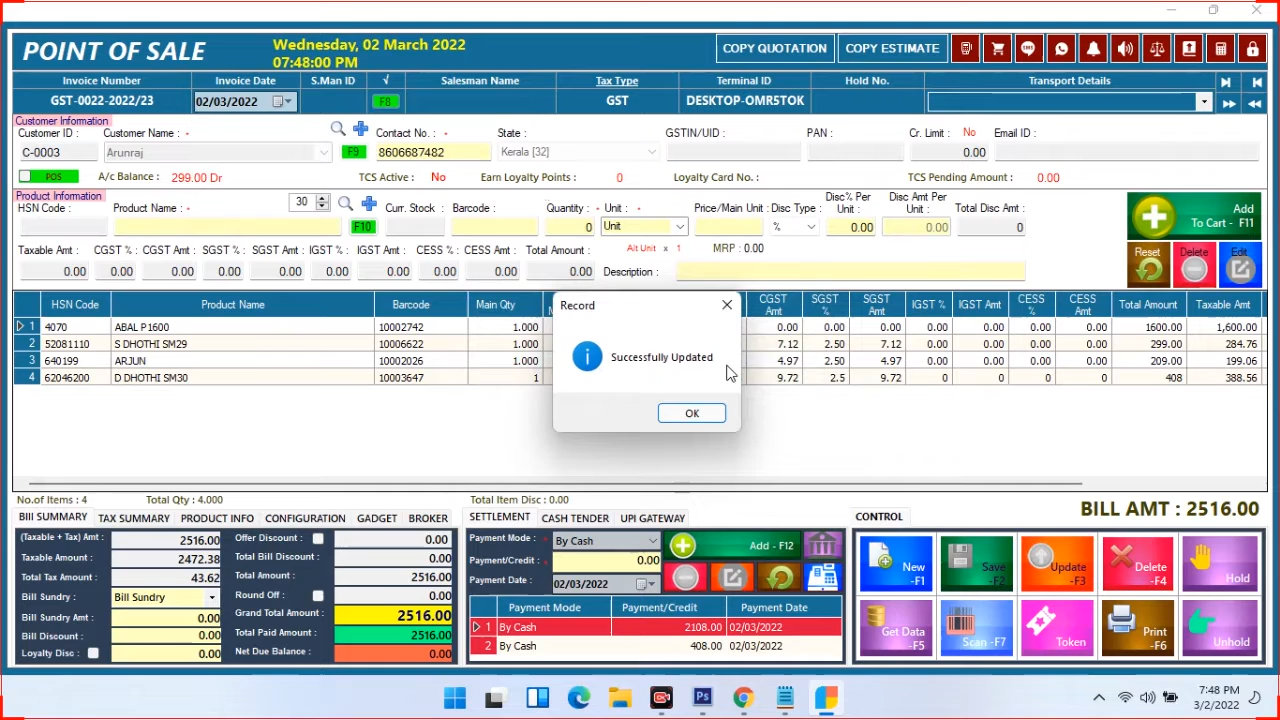 POINT OF SALE
Wednesday, 02 March 2022
07:48:00 PM
COPY QUOTATION
COPY ESTIMATE
Invoice Number Invoice Date S.Man ID √ Salesman Name Tax Type Terminal ID Hold No. Transport Details
GST-0022-2022/23 02/03/2022 F8 GST DESKTOP-OMR5TOK
Customer Information
Customer ID : Customer Name : * Contact No. : * State : GSTIN/UID : PAN : Cr. Limit : No Email ID :
C-0003 Arunraj F9 8606687482 Kerala [32] 0.00
POS A/c Balance : 299.00 Dr TCS Active : No Earn Loyalty Points : 0 Loyalty Card No. : TCS Pending Amount : 0.00
Product Information
HSN Code : Product Name : * 30 Curr. Stock : Barcode : Quantity : * Unit : * Price/Main Unit : Disc Type : Disc% Per Unit : Disc Amt Per Unit : Total Disc Amt :
F10 0 Unit % 0.00 0.00 0
Add To Cart - F11
Taxable Amt : CGST % : CGST Amt : SGST % : SGST Amt : IGST % : IGST Amt : CESS % : CESS Amt : Total Amount : Alt Unit x 1 MRP : 0.00
0.00 0.00 0.00 0.00 0.00 0.00 0.00 0.00 0.00 0.00 Description :
Reset Delete Edit
HSN Code Product Name Barcode Main Qty CGST Amt SGST % SGST Amt IGST % IGST Amt CESS % CESS Amt Total Amount Taxable Amt
1 4070 ABAL P1600 10002742 1.000 0.00 0.00 0.00 0.00 0.00 0.00 0.00 1600.00 1,600.00
2 52081110 S DHOTHI SM29 10006622 1.000 7.12 2.50 7.12 0.00 0.00 0.00 0.00 299.00 284.76
3 640199 ARJUN 10002026 1.000 4.97 2.50 4.97 0.00 0.00 0.00 0.00 209.00 199.06
4 62046200 D DHOTHI SM30 10003647 1 9.72 2.5 9.72 0 0.00 0 0.00 408 388.56
Record
Successfully Updated
OK
No.of Items : 4 Total Qty : 4.000 Total Item Disc : 0.00
BILL AMT : 2516.00
Bill SUMMARY TAX SUMMARY PRODUCT INFO CONFIGURATION GADGET BROKER
(Taxable + Tax) Amt : 2516.00 Offer Discount : 0.00
Taxable Amount : 2472.38 Total Bill Discount : 0.00
Total Tax Amount : 43.62 Total Amount : 2516.00
Bill Sundry : Bill Sundry Round Off : 0.00
Bill Sundry Amt : 0.00 Grand Total Amount : 2516.00
Bill Discount : 0.00 Total Paid Amount : 2516.00
Loyalty Disc : 0.00 Net Due Balance : 0.00
SETTLEMENT CASH TENDER UPI GATEWAY
Payment Mode : * By Cash Add - F12
Payment/Credit : * 0.00
Payment Date : 02/03/2022
Payment Mode Payment/Credit Payment Date
1 By Cash 2108.00 02/03/2022
2 By Cash 408.00 02/03/2022
CONTROL
New -F1 Save -F2 Update -F3 Delete -F4 Hold
Get Data -F5 Scan -F7 Token Print -F6 Unhold
Ps
7:48 PM
3/2/2022